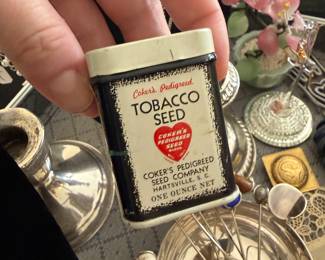 Coker's Pedigreed
TOBACCO
SEED
COKER'S
PEDIGREED
SEED
COKER'S PEDIGREED
SEED COMPANY
HARTSVILLE, S. C.
ONE OUNCE NET